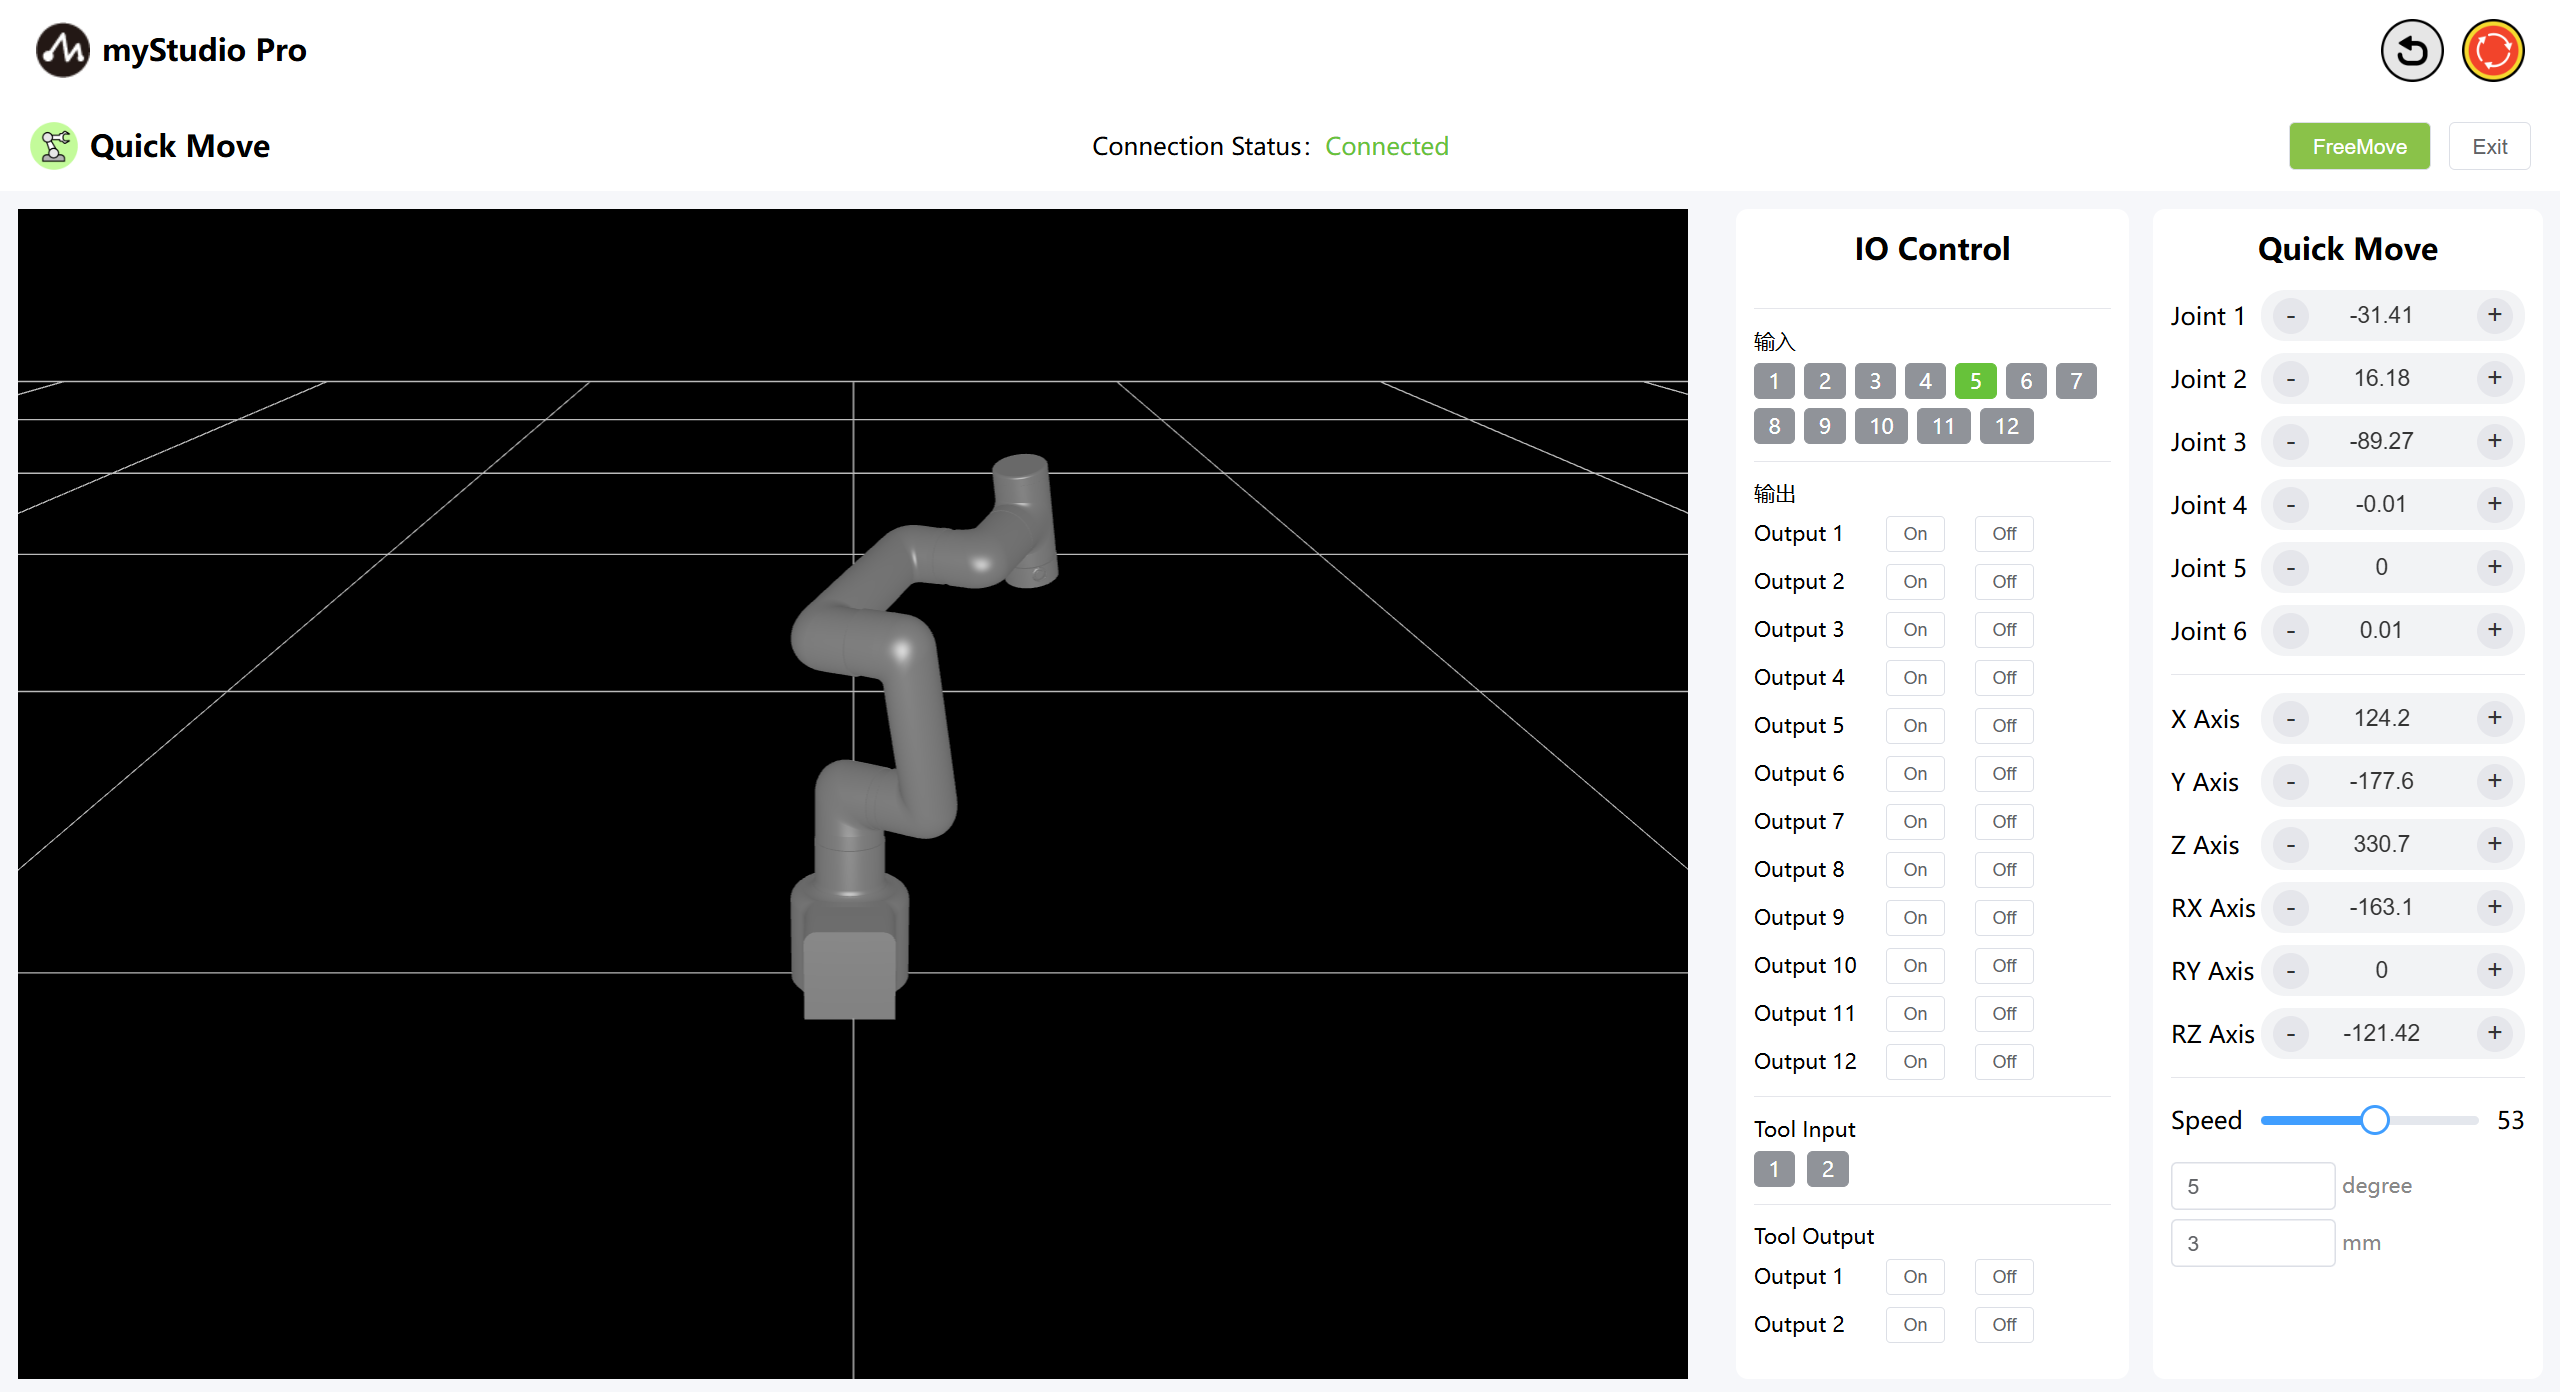 myStudio Pro
Quick Move
Connection Status: Connected
FreeMove Exit
IO Control
输入
1 2 3 4 5 6 7
8 9 10 11 12
输出
Output 1 On Off
Output 2 On Off
Output 3 On Off
Output 4 On Off
Output 5 On Off
Output 6 On Off
Output 7 On Off
Output 8 On Off
Output 9 On Off
Output 10 On Off
Output 11 On Off
Output 12 On Off
Tool Input
1 2
Tool Output
Output 1 On Off
Output 2 On Off
Quick Move
Joint 1 - -31.41 +
Joint 2 - 16.18 +
Joint 3 - -89.27 +
Joint 4 - -0.01 +
Joint 5 - 0 +
Joint 6 - 0.01 +
X Axis - 124.2 +
Y Axis - -177.6 +
Z Axis - 330.7 +
RX Axis - -163.1 +
RY Axis - 0 +
RZ Axis - -121.42 +
Speed 53
5 degree
3 mm